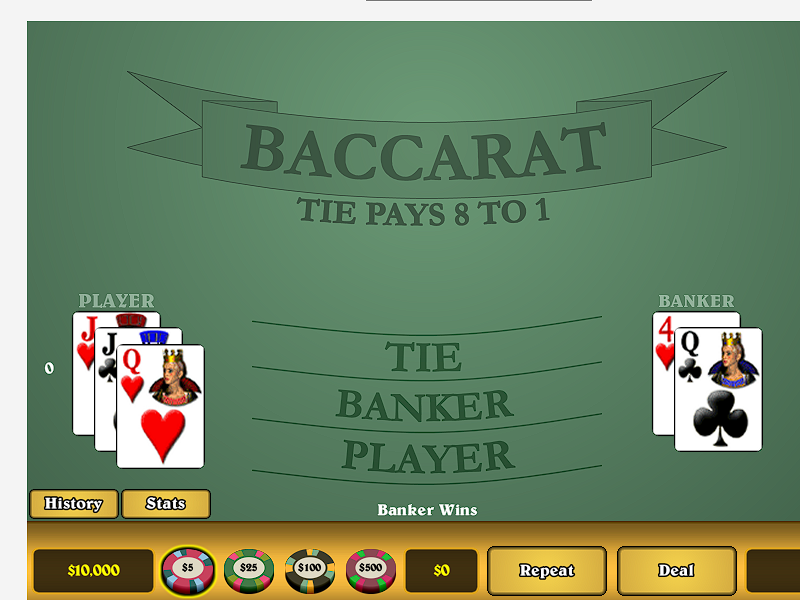 BACCARAT
TIE PAYS 8 TO 1
PLAYER
BANKER
J
J
Q
4
Q
0
TIE
BANKER
PLAYER
History
Stats
Banker Wins
$10,000
$5
$25
$100
$500
$0
Repeat
Deal